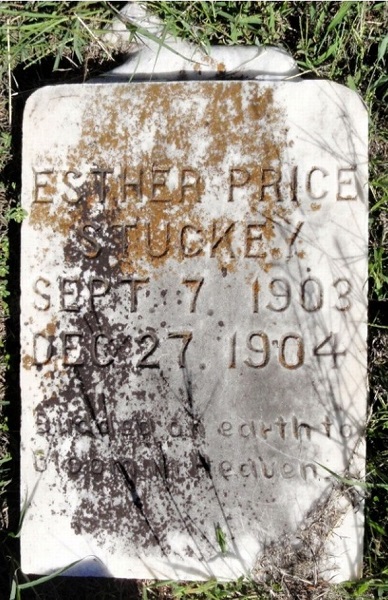 ESTHER PRICE
STUCKEY
SEPT 7 1903
DEC 27 1904
Budded on earth to
bloom in Heaven.